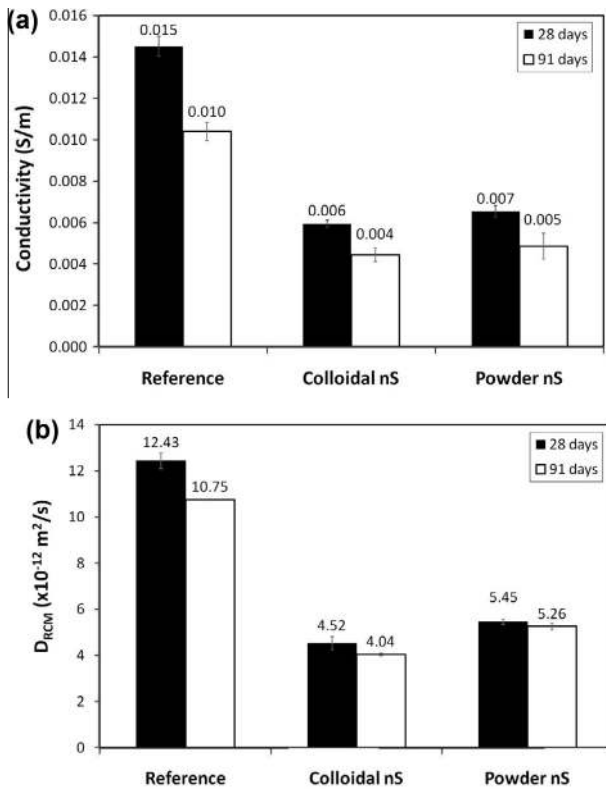 (a)
0.016
0.014
0.012
0.010
0.008
0.006
0.004
0.002
0.000
Conductivity (S/m)
0.015
0.010
0.006
0.004
0.007
0.005
28 days
91 days
Reference
Colloidal nS
Powder nS
(b)
14
12
10
8
6
4
2
0
D_RCM (x10⁻¹² m²/s)
12.43
10.75
4.52
4.04
5.45
5.26
28 days
91 days
Reference
Colloidal nS
Powder nS